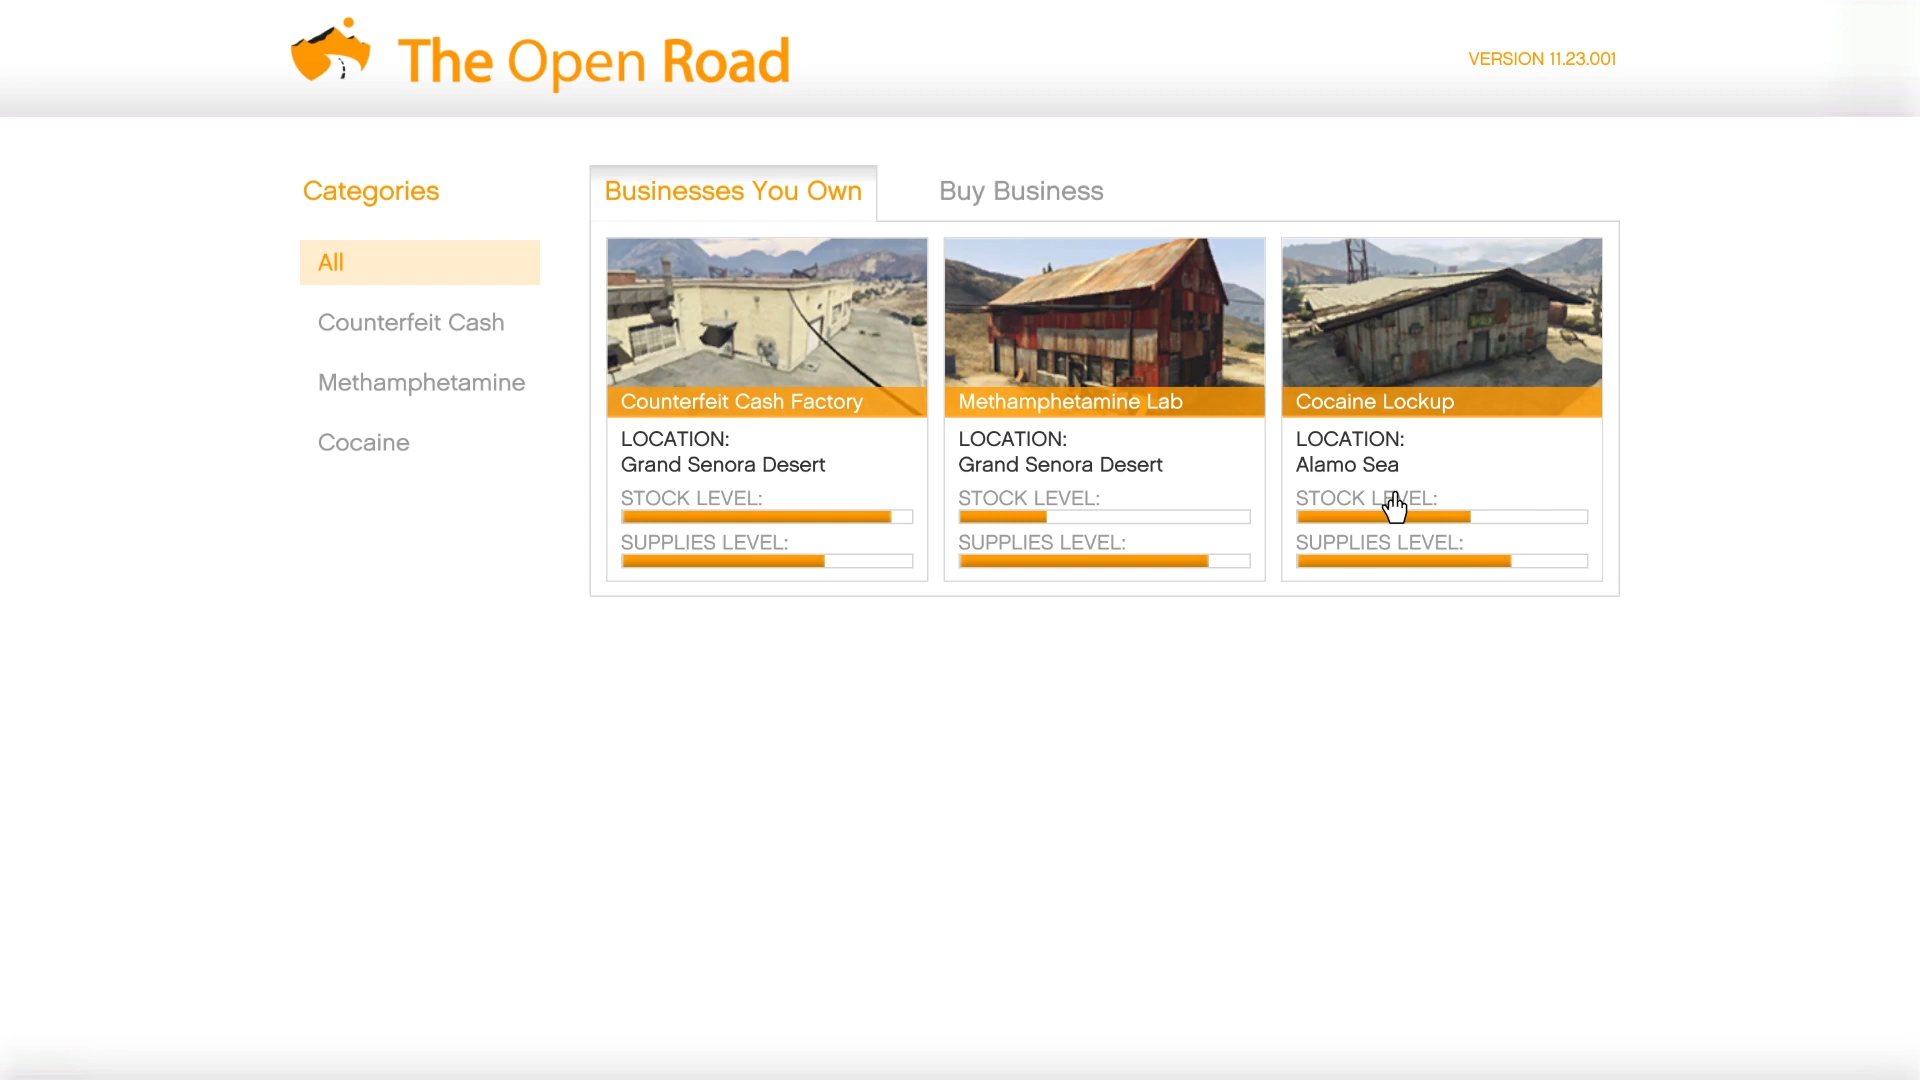 The Open Road
VERSION 11.23.001
Categories
All
Counterfeit Cash
Methamphetamine
Cocaine
Businesses You Own
Buy Business
Counterfeit Cash Factory
LOCATION:
Grand Senora Desert
STOCK LEVEL:
SUPPLIES LEVEL:
Methamphetamine Lab
LOCATION:
Grand Senora Desert
STOCK LEVEL:
SUPPLIES LEVEL:
Cocaine Lockup
LOCATION:
Alamo Sea
STOCK LEVEL:
SUPPLIES LEVEL: